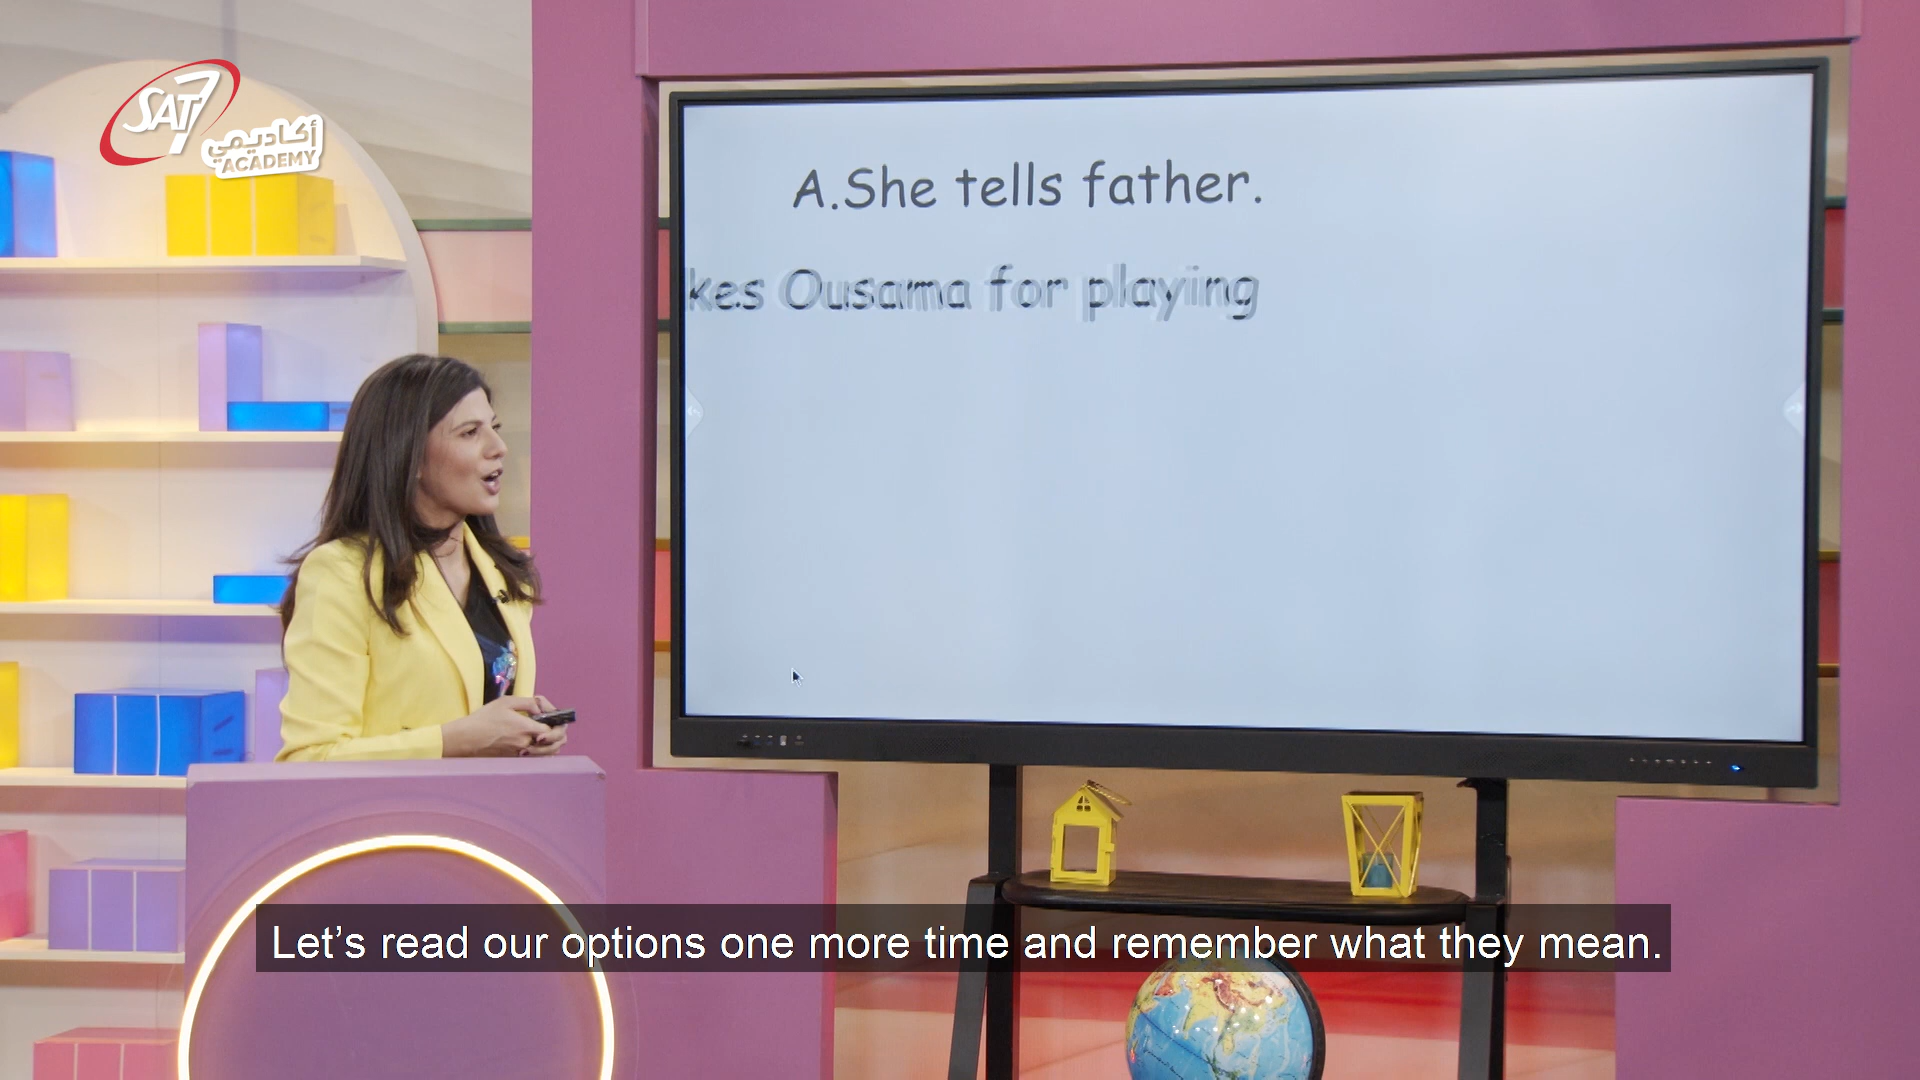 SAT7
أكاديمي
ACADEMY
A.She tells father.
kes Ousama for playing
Let's read our options one more time and remember what they mean.